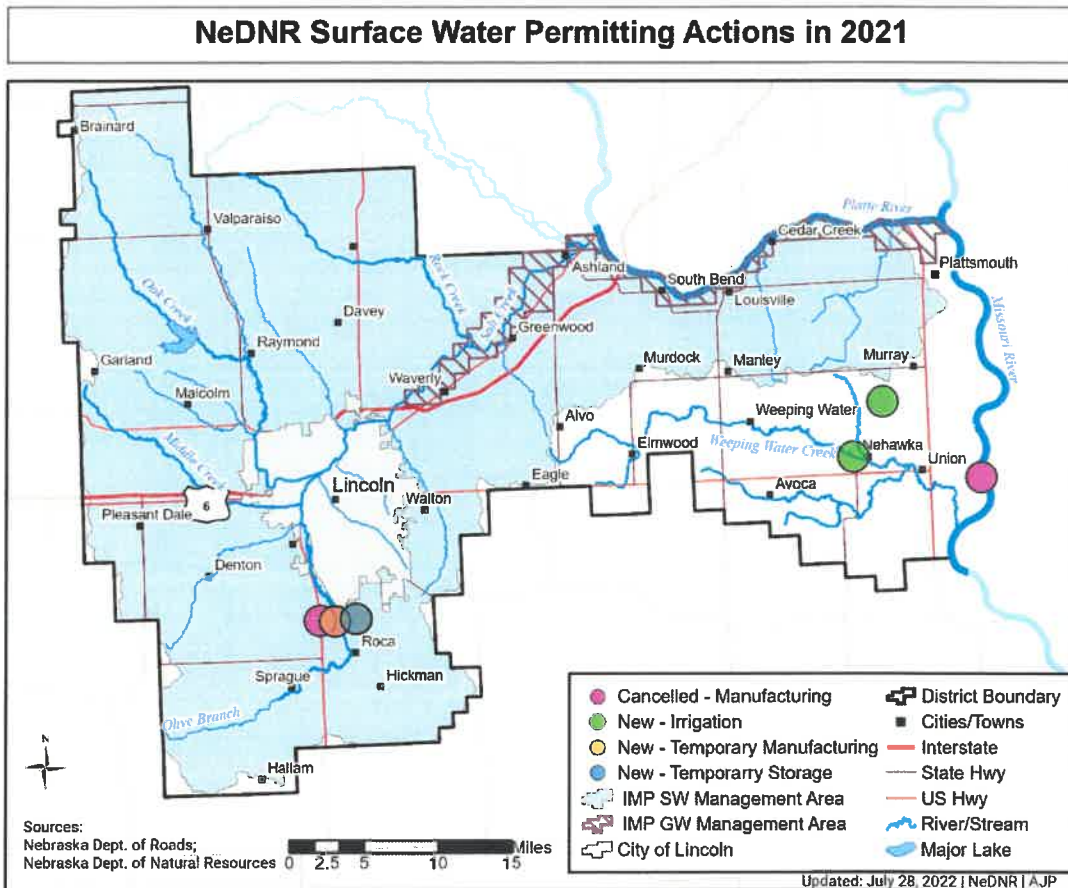 NeDNR Surface Water Permitting Actions in 2021
Brainard
Valparaiso
Platte River
Cedar Creek
Ashland
Plattsmouth
South Bend
Rock Creek
Salt Creek
Louisville
Oak Creek
Davey
Greenwood
Missouri River
Raymond
Garland
Murdock
Manley
Murray
Waverly
Malcolm
Alvo
Weeping Water
Middle Creek
Elmwood
Weeping Water Creek
Nehawka
Union
Lincoln
Eagle
Walton
Avoca
6
Pleasant Dale
Denton
Roca
Sprague
Hickman
Olive Branch
Hallam
N
Cancelled - Manufacturing
New - Irrigation
New - Temporary Manufacturing
New - Temporarry Storage
IMP SW Management Area
IMP GW Management Area
City of Lincoln
District Boundary
Cities/Towns
Interstate
State Hwy
US Hwy
River/Stream
Major Lake
Sources:
Nebraska Dept. of Roads;
Nebraska Dept. of Natural Resources
0 2.5 5 10 15 Miles
Updated: July 28, 2022 | NeDNR | AJP